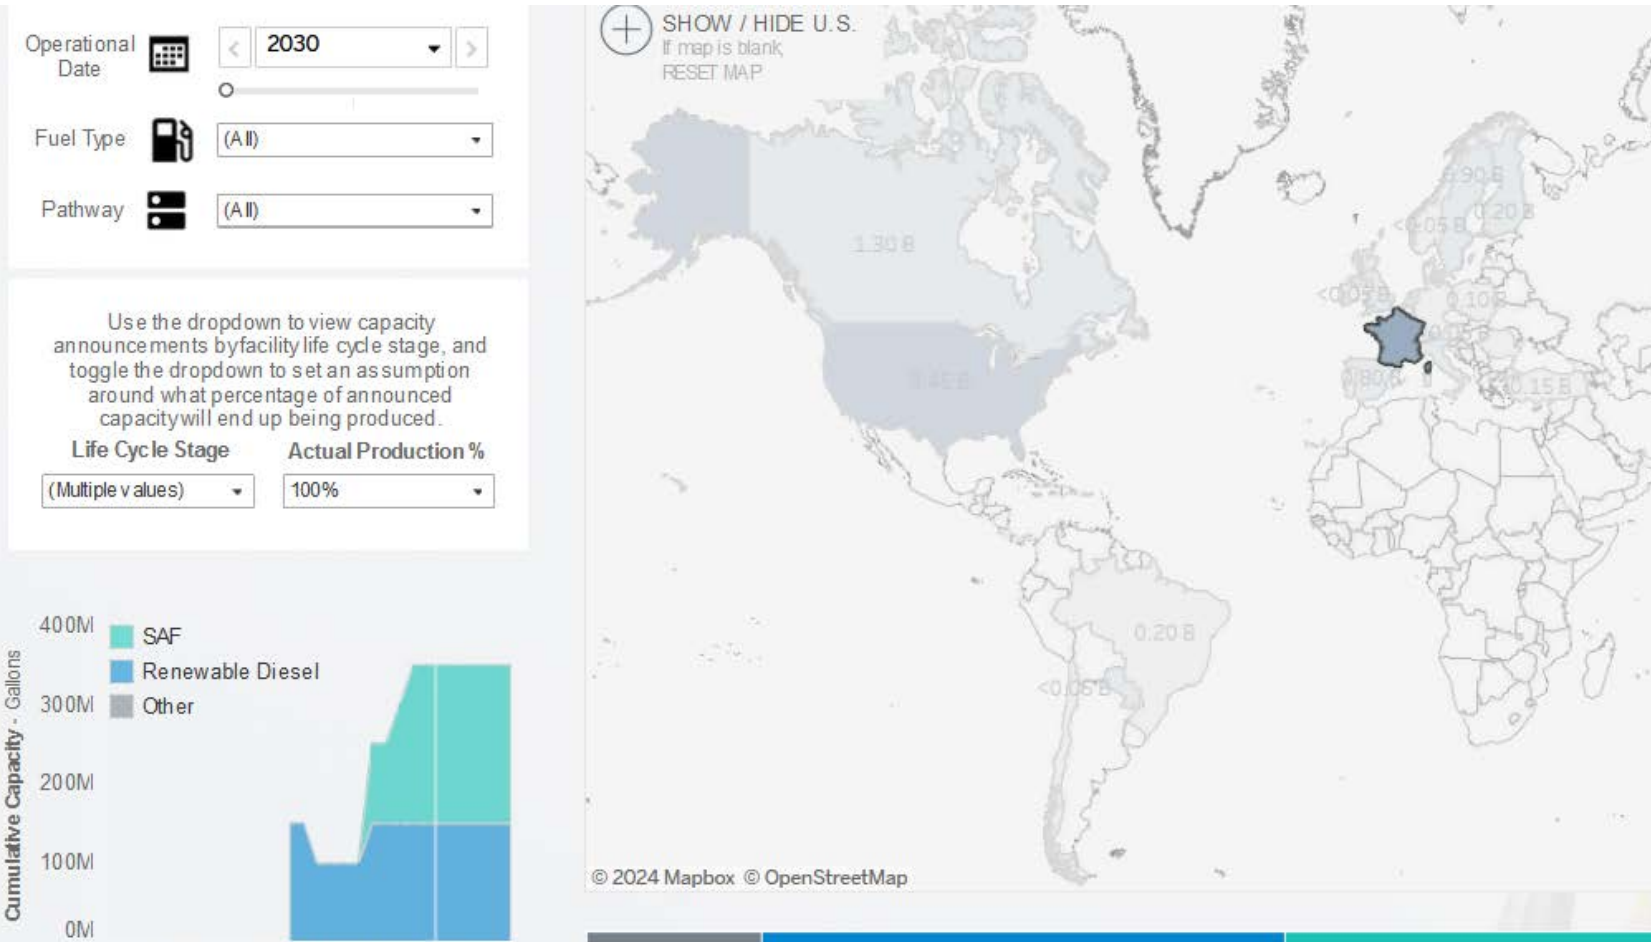 Operational
Date
2030
Fuel Type
(All)
Pathway
(All)
Use the dropdown to view capacity
announcements by facility life cycle stage, and
toggle the dropdown to set an assumption
around what percentage of announced
capacity will end up being produced.
Life Cycle Stage
Actual Production %
(Multiple values)
100%
400M
300M
200M
100M
0M
Cumulative Capacity - Gallons
SAF
Renewable Diesel
Other
SHOW / HIDE U.S.
If map is blank,
RESET MAP
1.30 B
0.20 B
<0.05 B
0.10 B
0.15 B
0.20 B
<0.05 B
© 2024 Mapbox © OpenStreetMap